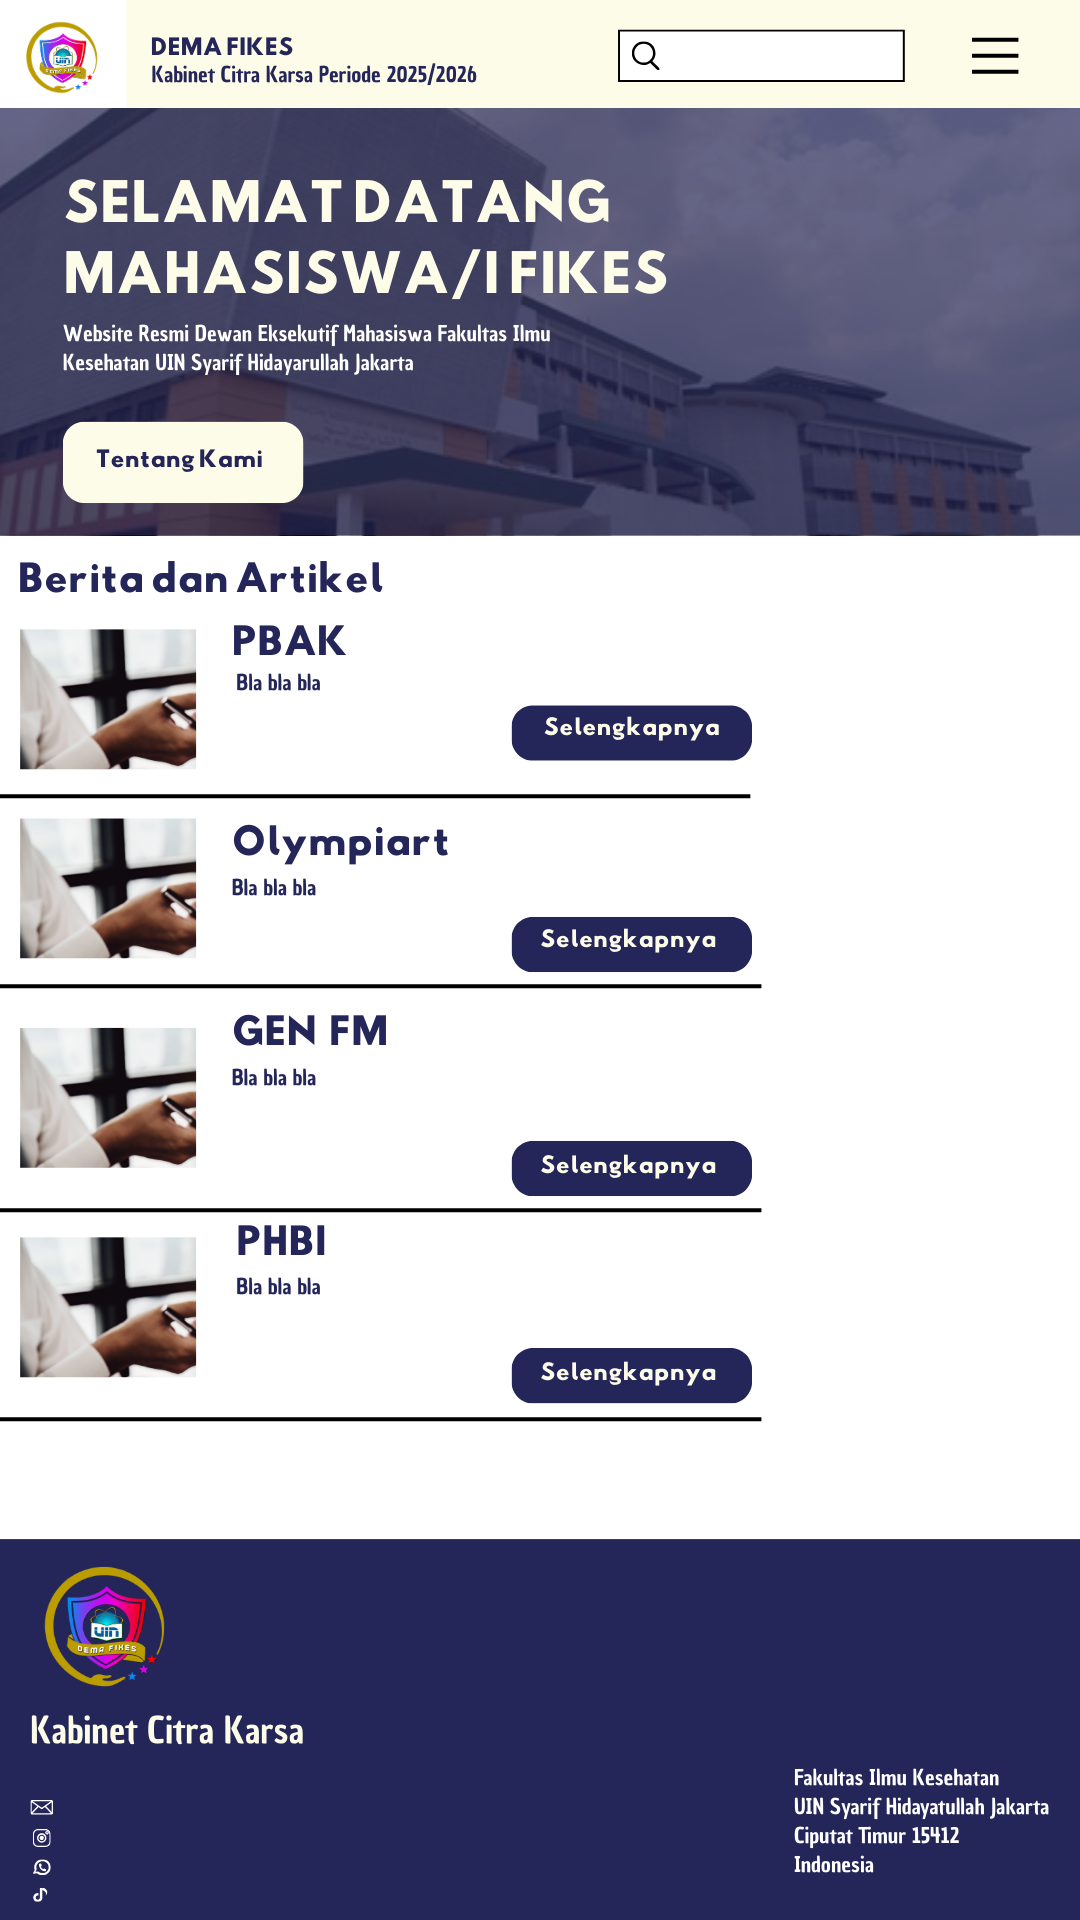 DEMA FIKES
Kabinet Citra Karsa Periode 2025/2026
SELAMAT DATANG
MAHASISWA/I FIKES
Website Resmi Dewan Eksekutif Mahasiswa Fakultas Ilmu
Kesehatan UIN Syarif Hidayarullah Jakarta
Tentang Kami
Berita dan Artikel
PBAK
Bla bla bla
Selengkapnya
Olympiart
Bla bla bla
Selengkapnya
GEN FM
Bla bla bla
Selengkapnya
PHBI
Bla bla bla
Selengkapnya
uin
DEMA FIKES
Kabinet Citra Karsa
Fakultas Ilmu Kesehatan
UIN Syarif Hidayatullah Jakarta
Ciputat Timur 15412
Indonesia